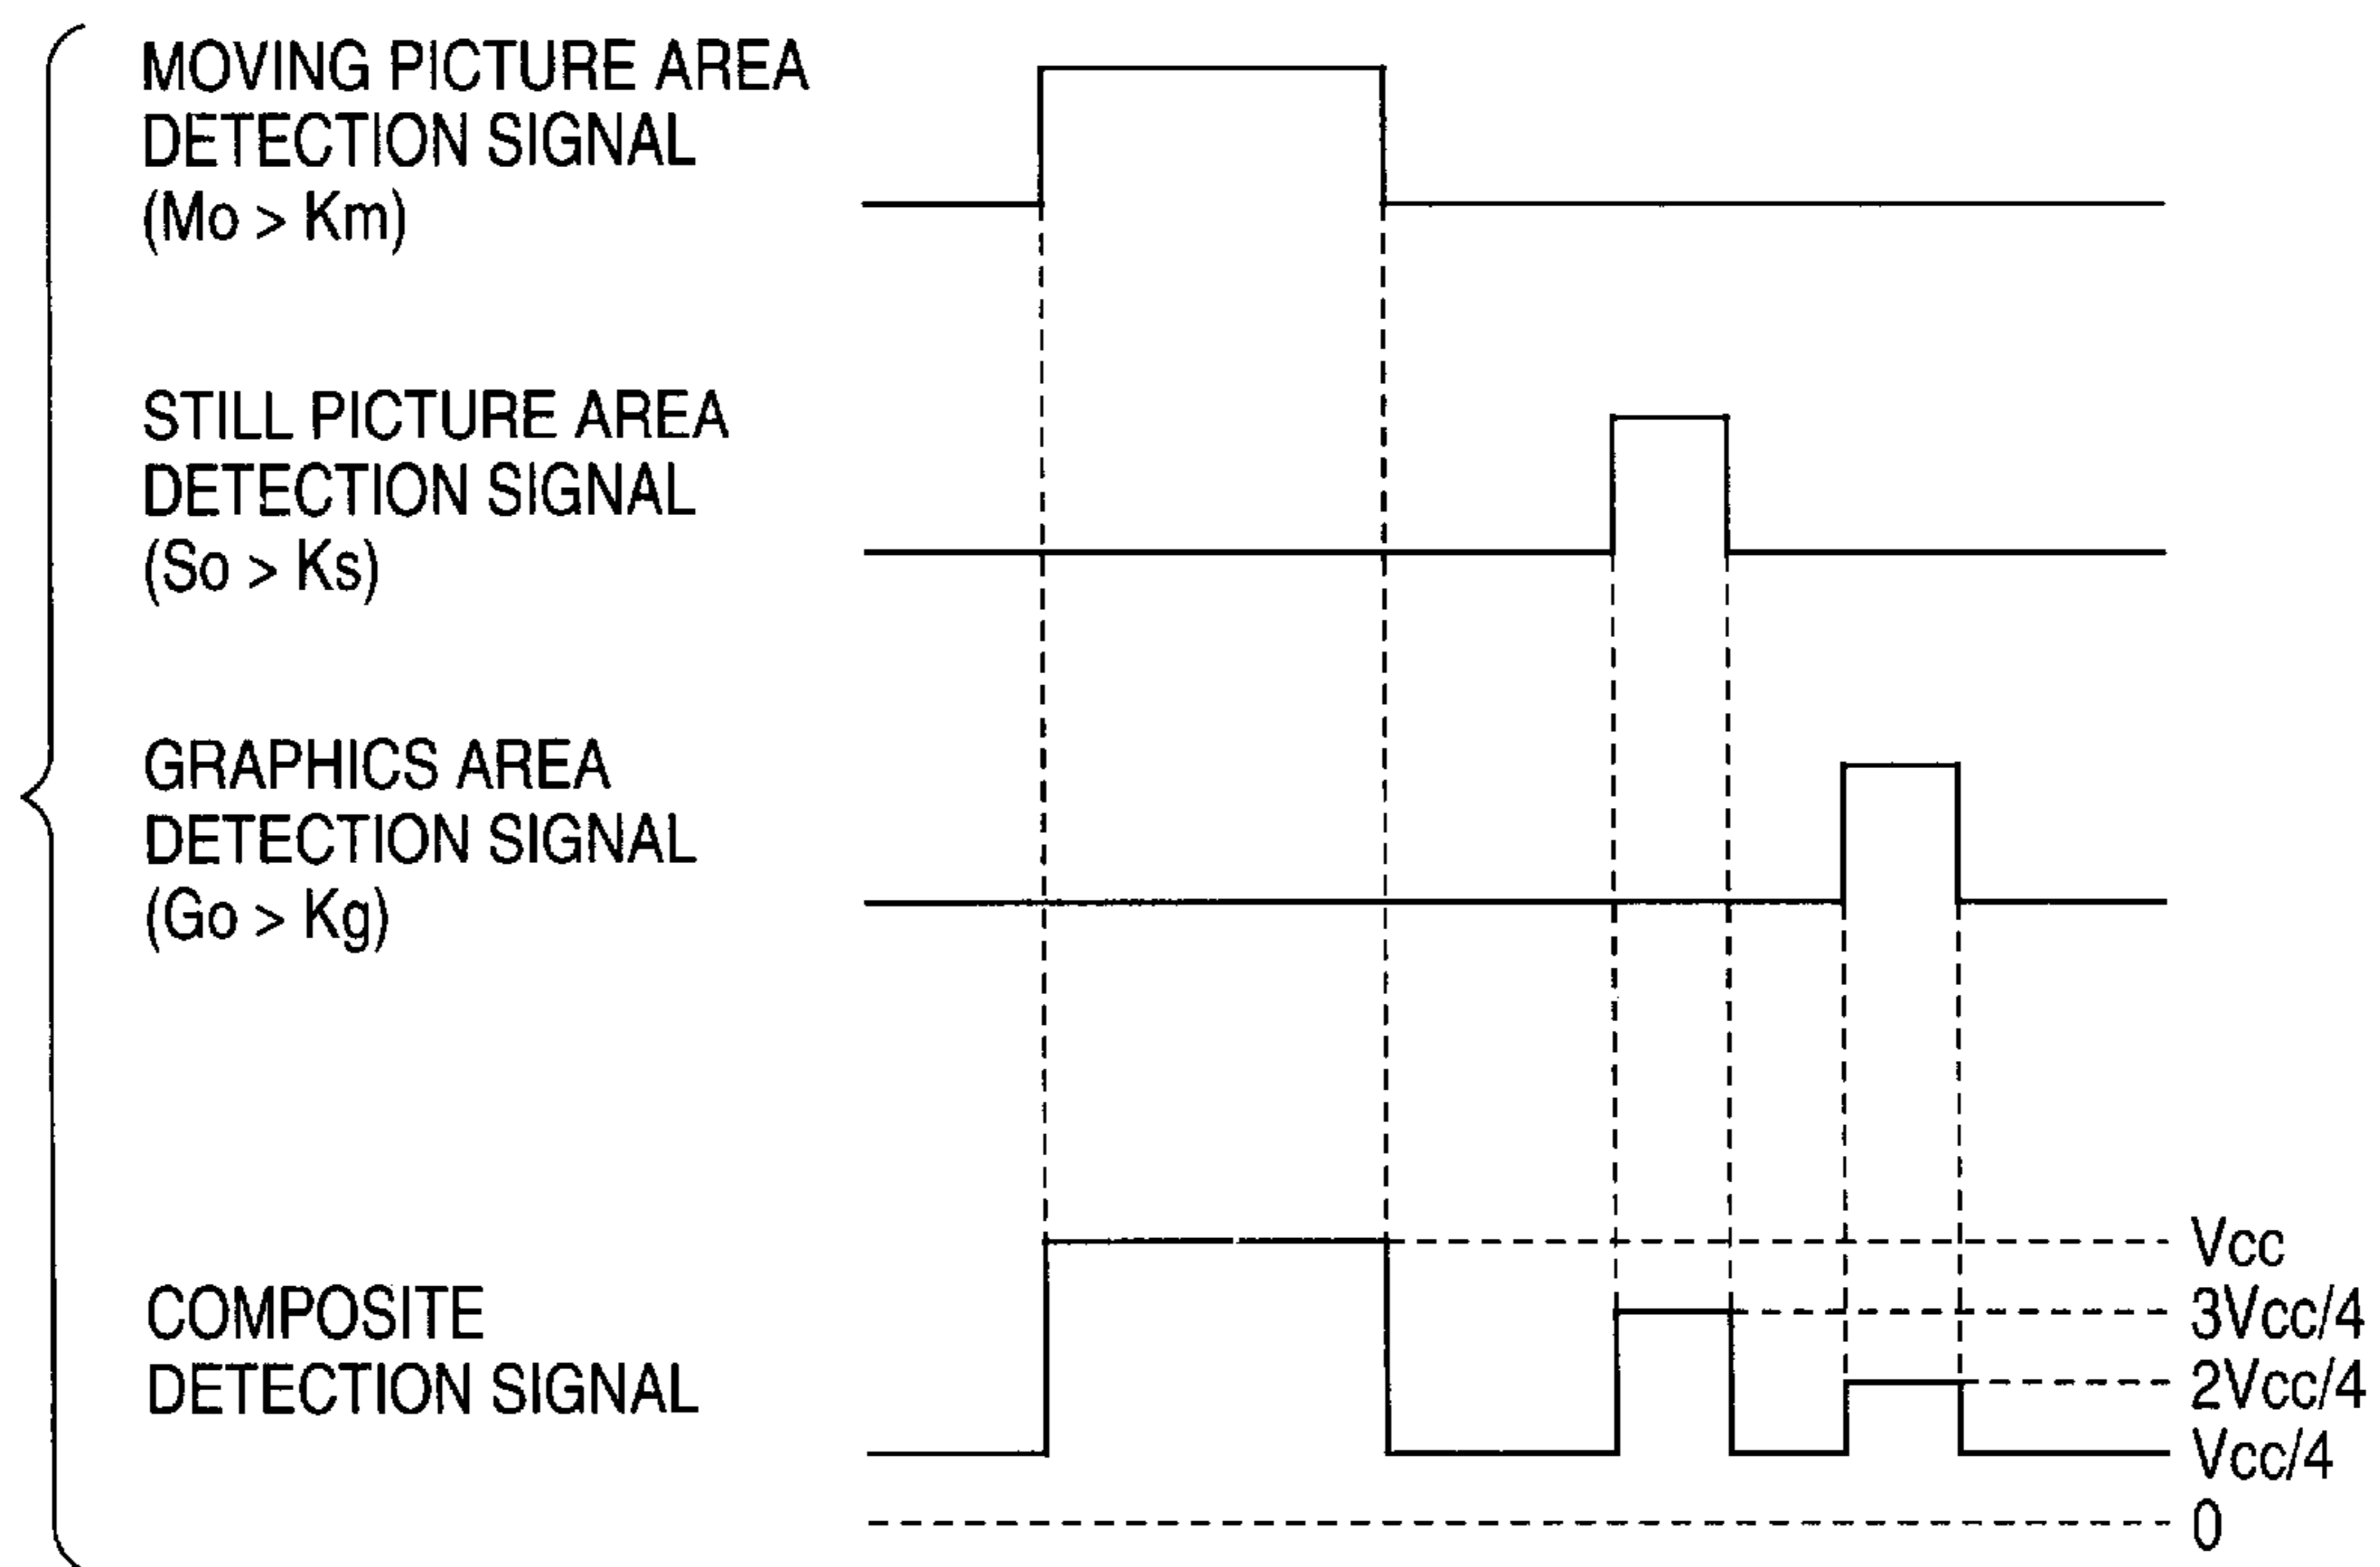 MOVING PICTURE AREA
DETECTION SIGNAL
(Mo > Km)
STILL PICTURE AREA
DETECTION SIGNAL
(So > Ks)
GRAPHICS AREA
DETECTION SIGNAL
(Go > Kg)
COMPOSITE
DETECTION SIGNAL
Vcc
3Vcc/4
2Vcc/4
Vcc/4
0